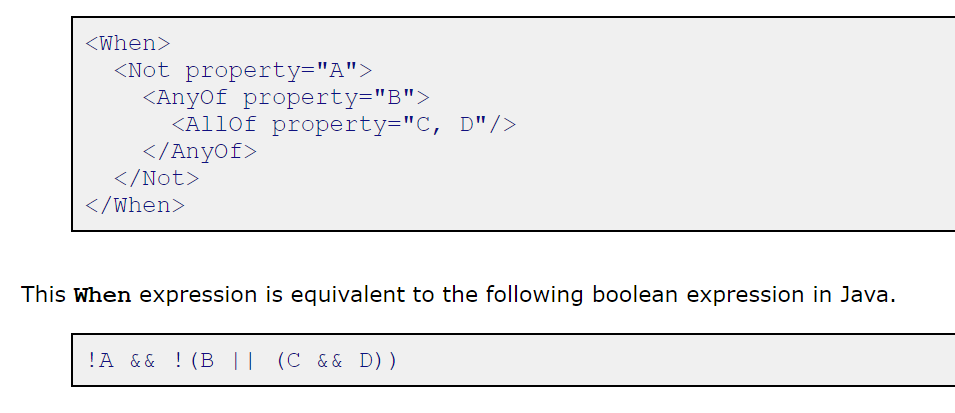 <When>
  <Not property="A">
    <AnyOf property="B">
      <AllOf property="C, D"/>
    </AnyOf>
  </Not>
</When>
This When expression is equivalent to the following boolean expression in Java.
!A && !(B || (C && D))